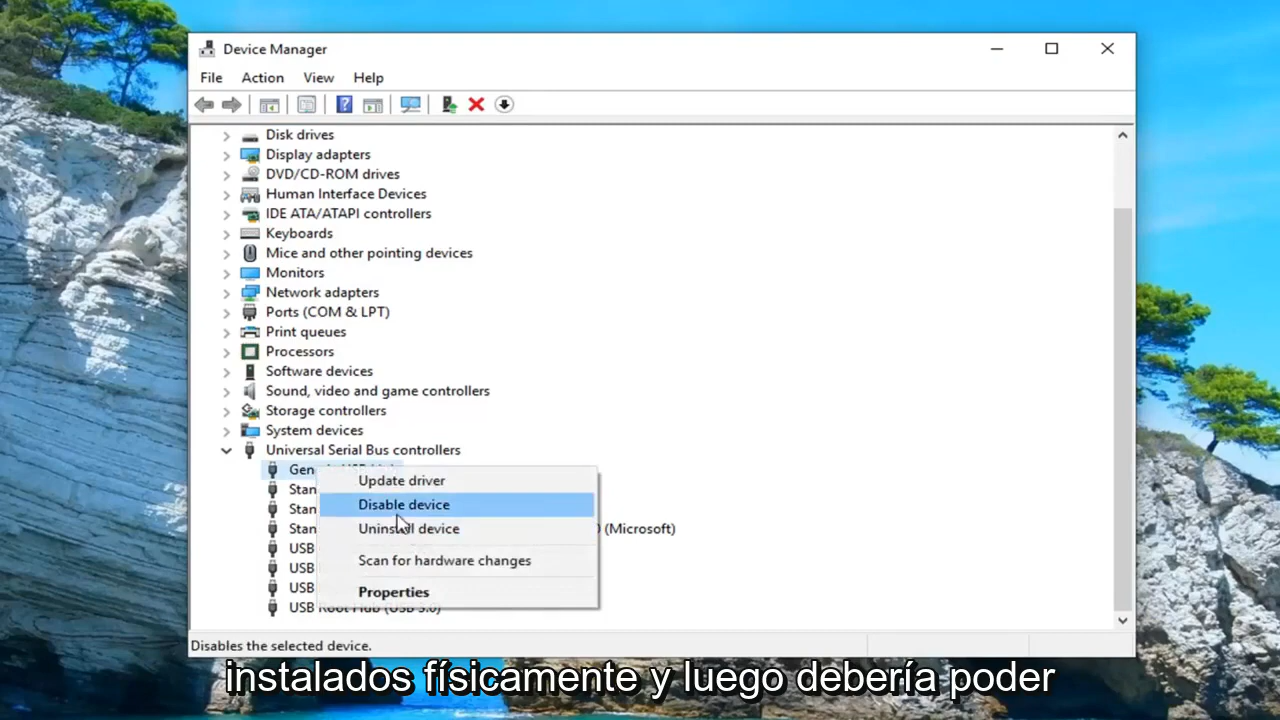 Device Manager
File Action View Help
Disk drives
Display adapters
DVD/CD-ROM drives
Human Interface Devices
IDE ATA/ATAPI controllers
Keyboards
Mice and other pointing devices
Monitors
Network adapters
Ports (COM & LPT)
Print queues
Processors
Software devices
Sound, video and game controllers
Storage controllers
System devices
Universal Serial Bus controllers
Update driver
Disable device
Uninstall device
(Microsoft)
Scan for hardware changes
Properties
USB
USB
USB
USB Root Hub (USB 3.0)
Disables the selected device.
instalados físicamente y luego debería poder